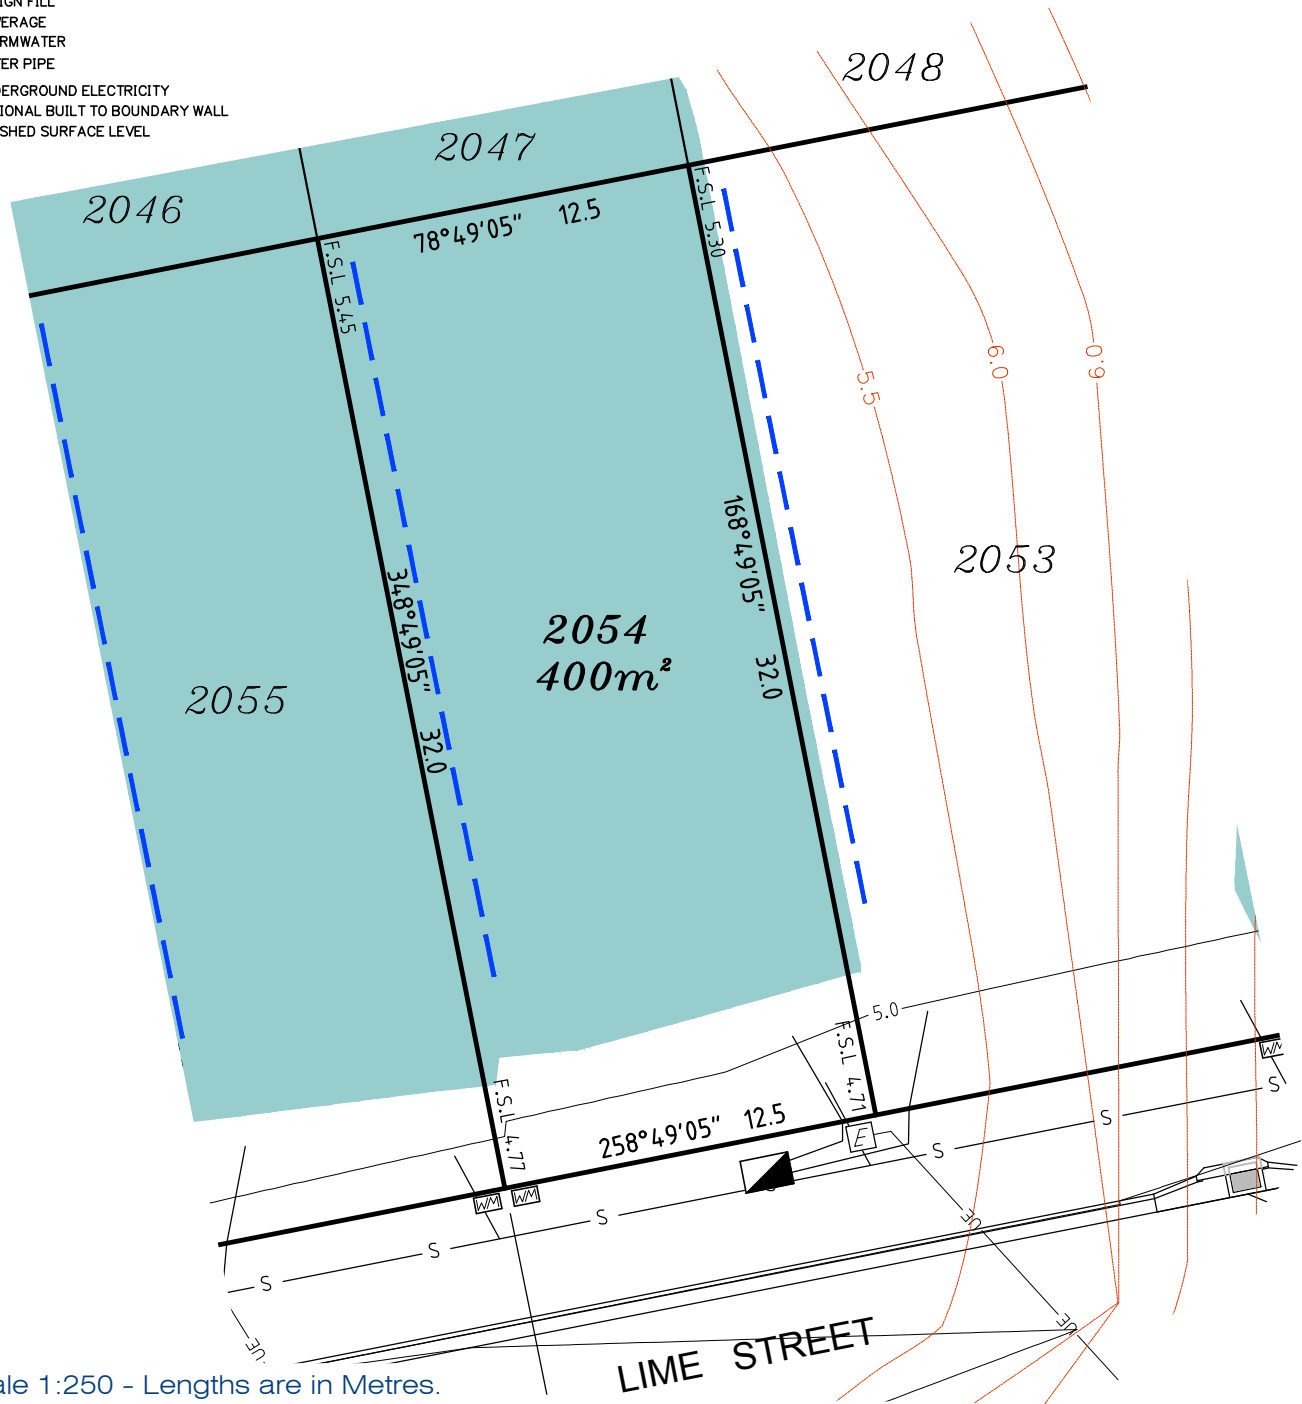 IGN FILL
ERAGE
RMWATER
ER PIPE
ERGROUND ELECTRICITY
IONAL BUILT TO BOUNDARY WALL
SHED SURFACE LEVEL
2048
2047
2046
78°49'05" 12.5
F.S.L 5.30
F.S.L 5.45
5.5
6.0
6.0
168°49'05" 32.0
2053
348°49'05" 32.0
2054
400m²
2055
5.0
F.S.L 4.71
F.S.L 4.77
258°49'05" 12.5
E
WM
WM
WM
S
S
S
S
S
S
UE
UE
UE
LIME STREET
ale 1:250 - Lengths are in Metres.